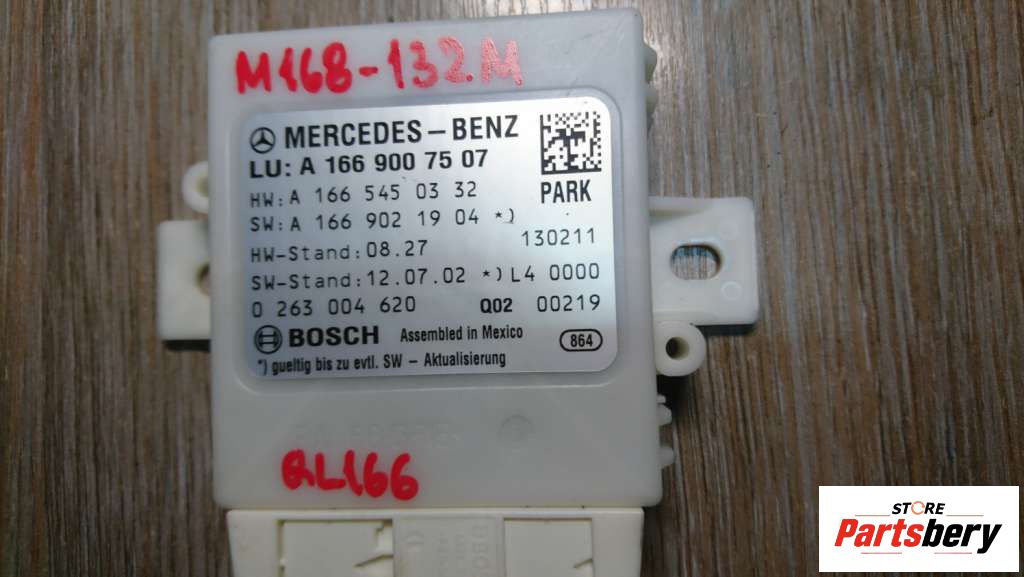 M168-132M
MERCEDES-BENZ
LU: A 166 900 75 07
HW: A 166 545 03 32
PARK
SW: A 166 902 19 04 *)
130211
HW-Stand: 08.27
SW-Stand: 12.07.02 *) L4 0000
0 263 004 620 Q02 00219
BOSCH Assembled in Mexico 864
*) gueltig bis zu evtl. SW - Aktualisierung
QL166
STORE
Partsbery